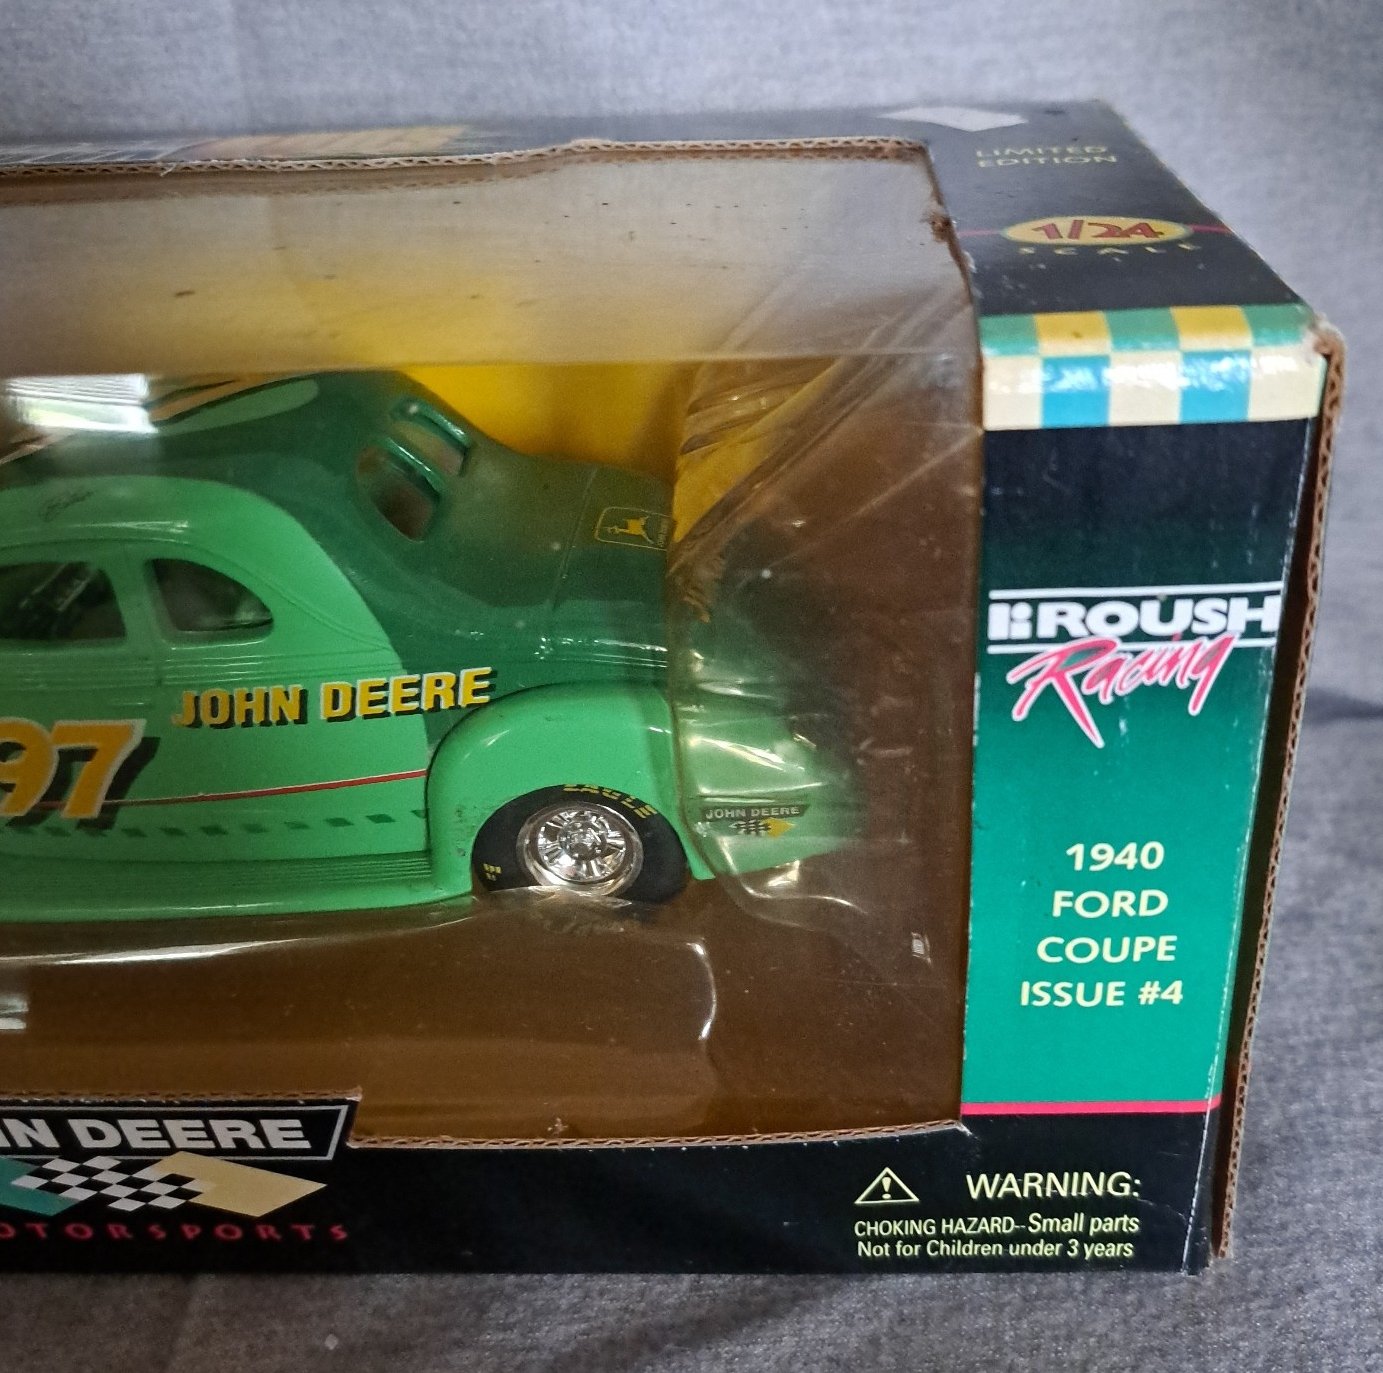 LIMITED
EDITION
1/24
SCALE
ROUSH
Racing
1940
FORD
COUPE
ISSUE #4
JOHN DEERE
97
EAGLE
JOHN DEERE
N DEERE
OTORSPORTS
WARNING:
CHOKING HAZARD--Small parts
Not for Children under 3 years